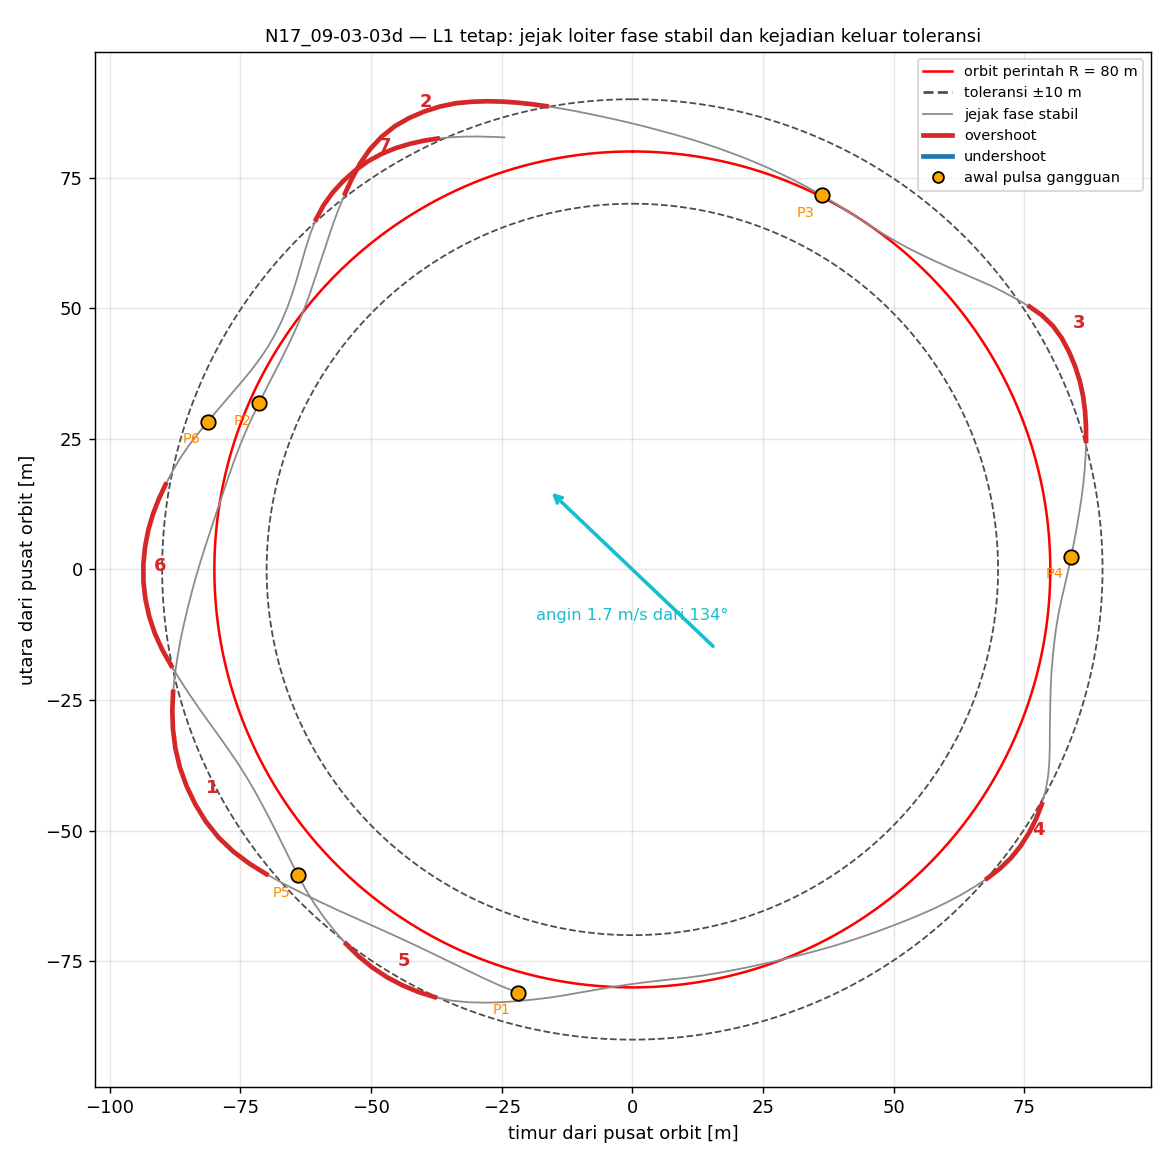 N17_09-03-03d — L1 tetap: jejak loiter fase stabil dan kejadian keluar toleransi
orbit perintah R = 80 m
toleransi ±10 m
jejak fase stabil
overshoot
undershoot
awal pulsa gangguan
2
7
P3
3
P6
P2
P4
6
angin 1.7 m/s dari 134°
1
4
P5
5
P1
75
50
25
0
−25
−50
−75
utara dari pusat orbit [m]
−100
−75
−50
−25
0
25
50
75
timur dari pusat orbit [m]